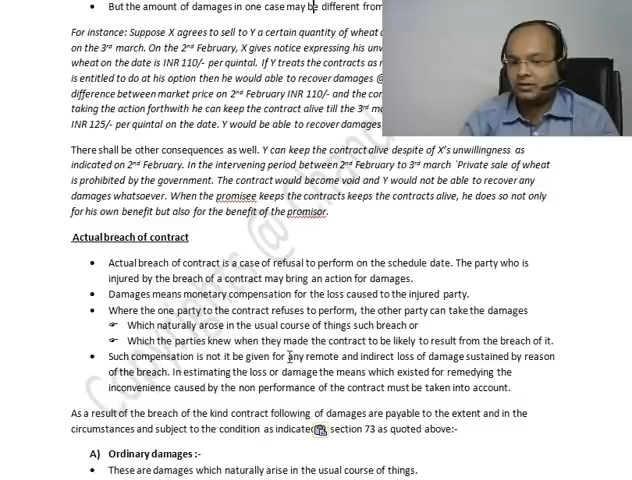 • But the amount of damages in one case may be different from
For instance: Suppose X agrees to sell to Y a certain quantity of wheat
on the 3rd march. On the 2nd February, X gives notice expressing his
wheat on the date is INR 110/- per quintal. If Y treats the contracts as
is entitled to do at his option then he would able to recover damages @
difference between market price on 2nd February INR 110/- and the
taking the action forthwith he can keep the contract alive till the 3rd
INR 125/- per quintal on the date. Y would be able to recover damages
There shall be other consequences as well. Y can keep the contract alive despite of X's unwillingness as
indicated on 2nd February. In the intervening period between 2nd February to 3rd march `Private sale of wheat
is prohibited by the government. The contract would become void and Y would not be able to recover any
damages whatsoever. When the promisee keeps the contracts keeps the contracts alive, he does so not only
for his own benefit but also for the benefit of the promisor.
Actual breach of contract
• Actual breach of contract is a case of refusal to perform on the schedule date. The party who is
injured by the breach of a contract may bring an action for damages.
• Damages means monetary compensation for the loss caused to the injured party.
• Where the one party to the contract refuses to perform, the other party can take the damages
☞ Which naturally arose in the usual course of things such breach or
☞ Which the parties knew when they made the contract to be likely to result from the breach of it.
• Such compensation is not it be given for any remote and indirect loss of damage sustained by reason
of the breach. In estimating the loss or damage the means which existed for remedying the
inconvenience caused by the non performance of the contract must be taken into account.
As a result of the breach of the kind contract following of damages are payable to the extent and in the
circumstances and subject to the condition as indicate section 73 as quoted above:-
A) Ordinary damages :-
• These are damages which naturally arise in the usual course of things.